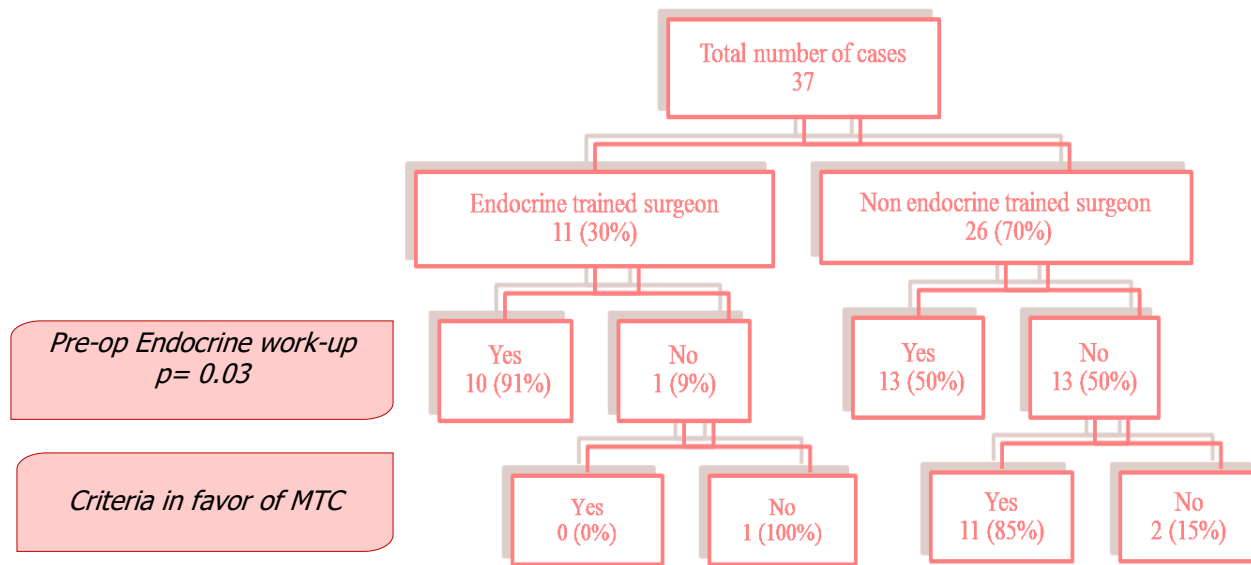 Total number of cases
37
Endocrine trained surgeon
11 (30%)
Non endocrine trained surgeon
26 (70%)
Pre-op Endocrine work-up
p= 0.03
Yes
10 (91%)
No
1 (9%)
Yes
13 (50%)
No
13 (50%)
Criteria in favor of MTC
Yes
0 (0%)
No
1 (100%)
Yes
11 (85%)
No
2 (15%)